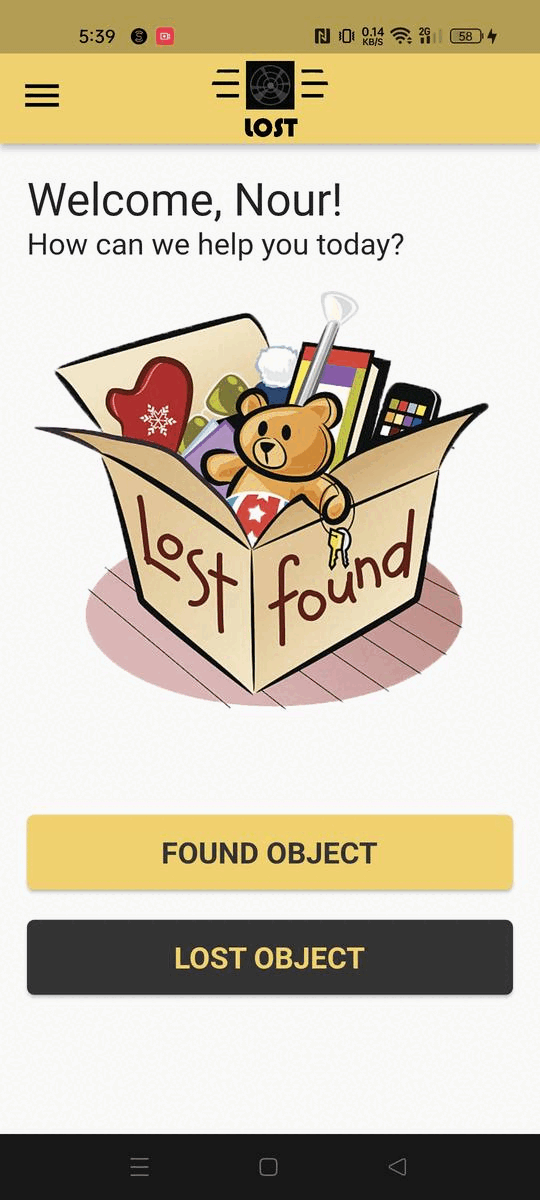 5:39
0.14
KB/S
2G
58
LOST
Welcome, Nour!
How can we help you today?
Lost found
FOUND OBJECT
LOST OBJECT